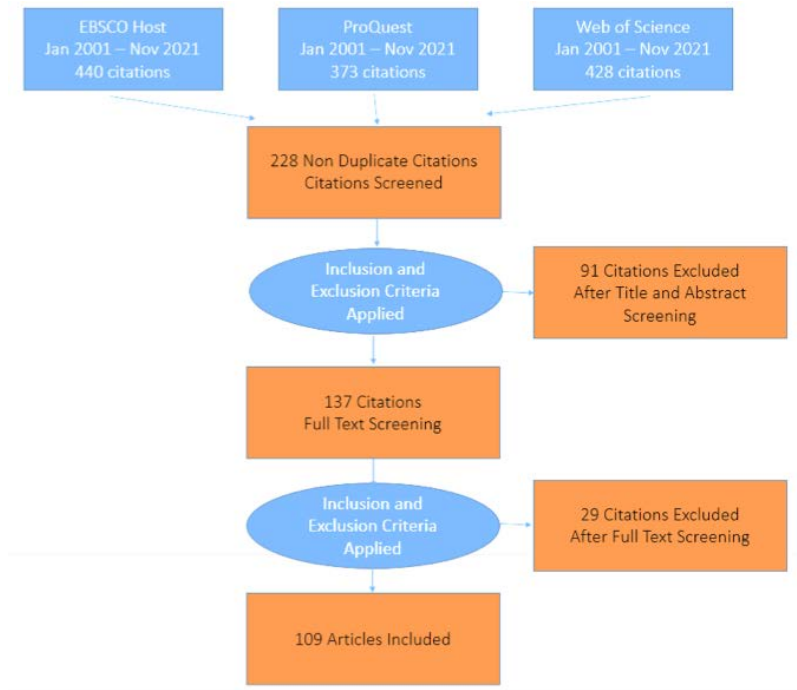 EBSCO Host
Jan 2001 – Nov 2021
440 citations
ProQuest
Jan 2001 – Nov 2021
373 citations
Web of Science
Jan 2001 – Nov 2021
428 citations
228 Non Duplicate Citations
Citations Screened
Inclusion and
Exclusion Criteria
Applied
91 Citations Excluded
After Title and Abstract
Screening
137 Citations
Full Text Screening
Inclusion and
Exclusion Criteria
Applied
29 Citations Excluded
After Full Text Screening
109 Articles Included